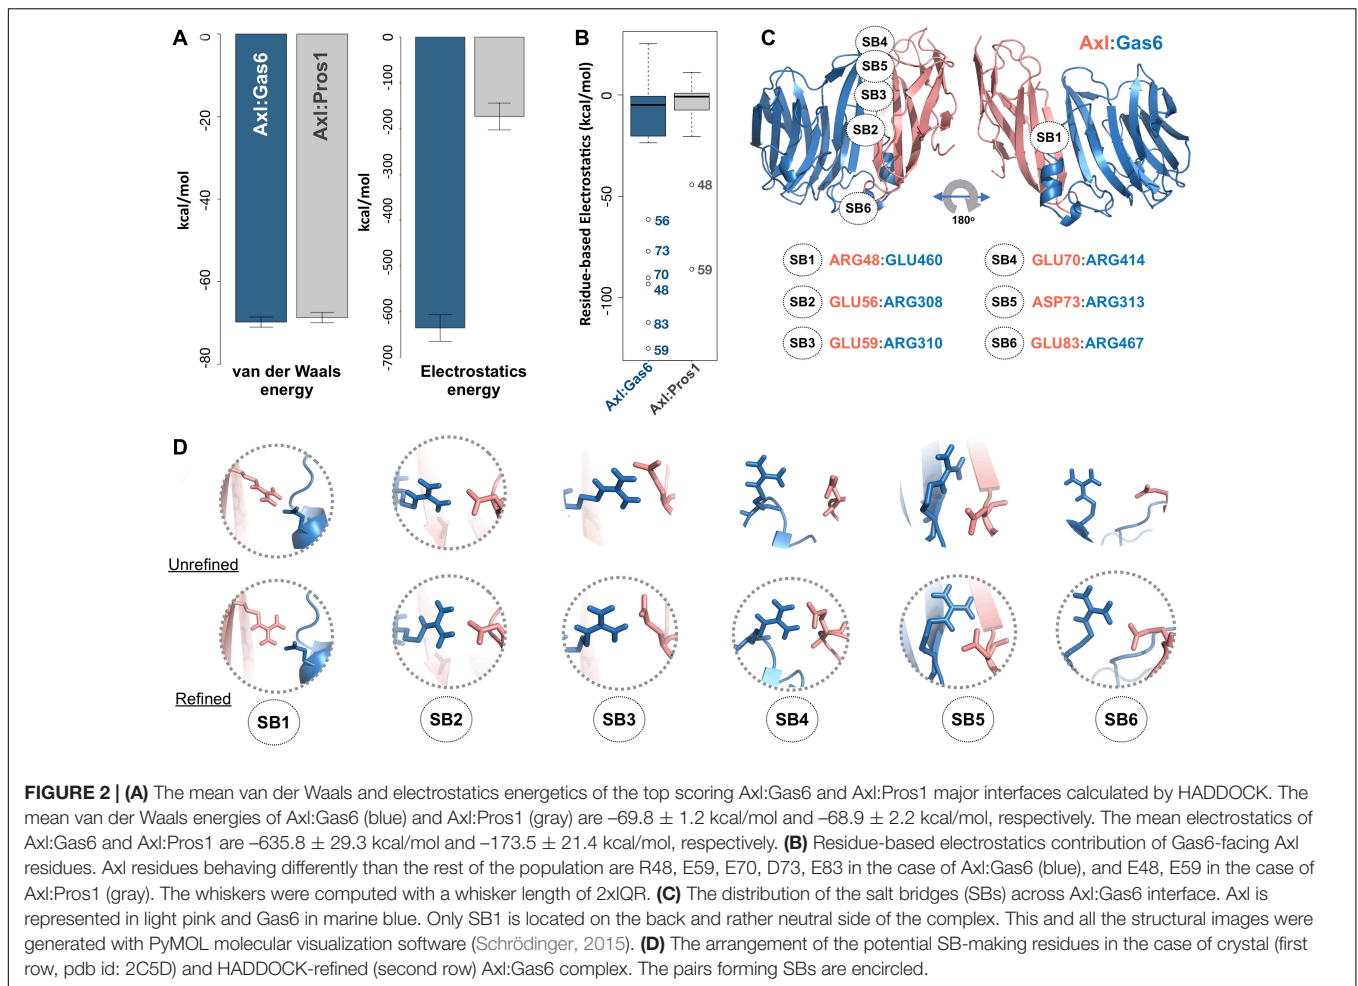 A
0
-20
-40
-60
-80
kcal/mol
Axl:Gas6
Axl:Pros1
van der Waals
energy
0
-100
-200
-300
-400
-500
-600
-700
kcal/mol
Electrostatics
energy
B
Residue-based Electrostatics (kcal/mol)
0
-50
-100
56
73
70
48
83
59
48
59
Axl:Gas6
Axl:Pros1
C
Axl:Gas6
SB4
SB5
SB3
SB2
SB6
SB1
180°
SB1 ARG48:GLU460
SB4 GLU70:ARG414
SB2 GLU56:ARG308
SB5 ASP73:ARG313
SB3 GLU59:ARG310
SB6 GLU83:ARG467
D
Unrefined
Refined
SB1 SB2 SB3 SB4 SB5 SB6
FIGURE 2 | (A) The mean van der Waals and electrostatics energetics of the top scoring Axl:Gas6 and Axl:Pros1 major interfaces calculated by HADDOCK. The
mean van der Waals energies of Axl:Gas6 (blue) and Axl:Pros1 (gray) are –69.8 ± 1.2 kcal/mol and –68.9 ± 2.2 kcal/mol, respectively. The mean electrostatics of
Axl:Gas6 and Axl:Pros1 are –635.8 ± 29.3 kcal/mol and –173.5 ± 21.4 kcal/mol, respectively. (B) Residue-based electrostatics contribution of Gas6-facing Axl
residues. Axl residues behaving differently than the rest of the population are R48, E59, E70, D73, E83 in the case of Axl:Gas6 (blue), and E48, E59 in the case of
Axl:Pros1 (gray). The whiskers were computed with a whisker length of 2xIQR. (C) The distribution of the salt bridges (SBs) across Axl:Gas6 interface. Axl is
represented in light pink and Gas6 in marine blue. Only SB1 is located on the back and rather neutral side of the complex. This and all the structural images were
generated with PyMOL molecular visualization software (Schrödinger, 2015). (D) The arrangement of the potential SB-making residues in the case of crystal (first
row, pdb id: 2C5D) and HADDOCK-refined (second row) Axl:Gas6 complex. The pairs forming SBs are encircled.